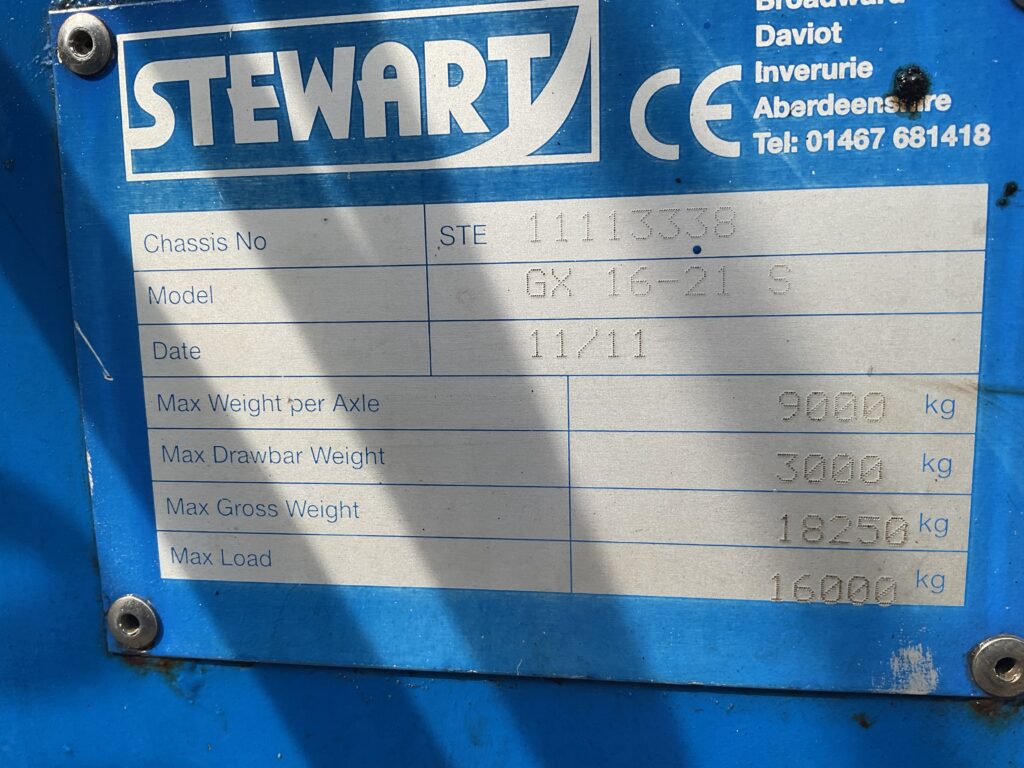 STEWART
CE
Daviot
Inverurie
Aberdeenshire
Tel: 01467 681418
Chassis No STE 11113338
Model GX 16-21 S
Date 11/11
Max Weight per Axle 9000 kg
Max Drawbar Weight 3000 kg
Max Gross Weight 18250 kg
Max Load 16000 kg